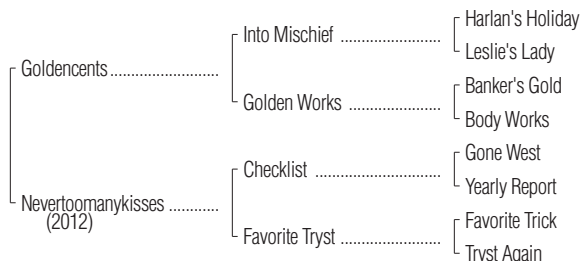 Harlan's Holiday
Into Mischief ......................
Leslie's Lady
Goldencents........................
Banker's Gold
Golden Works ....................
Body Works
Gone West
Checklist ...........................
Yearly Report
Nevertoomanykisses ...........
(2012)
Favorite Trick
Favorite Tryst .....................
Tryst Again